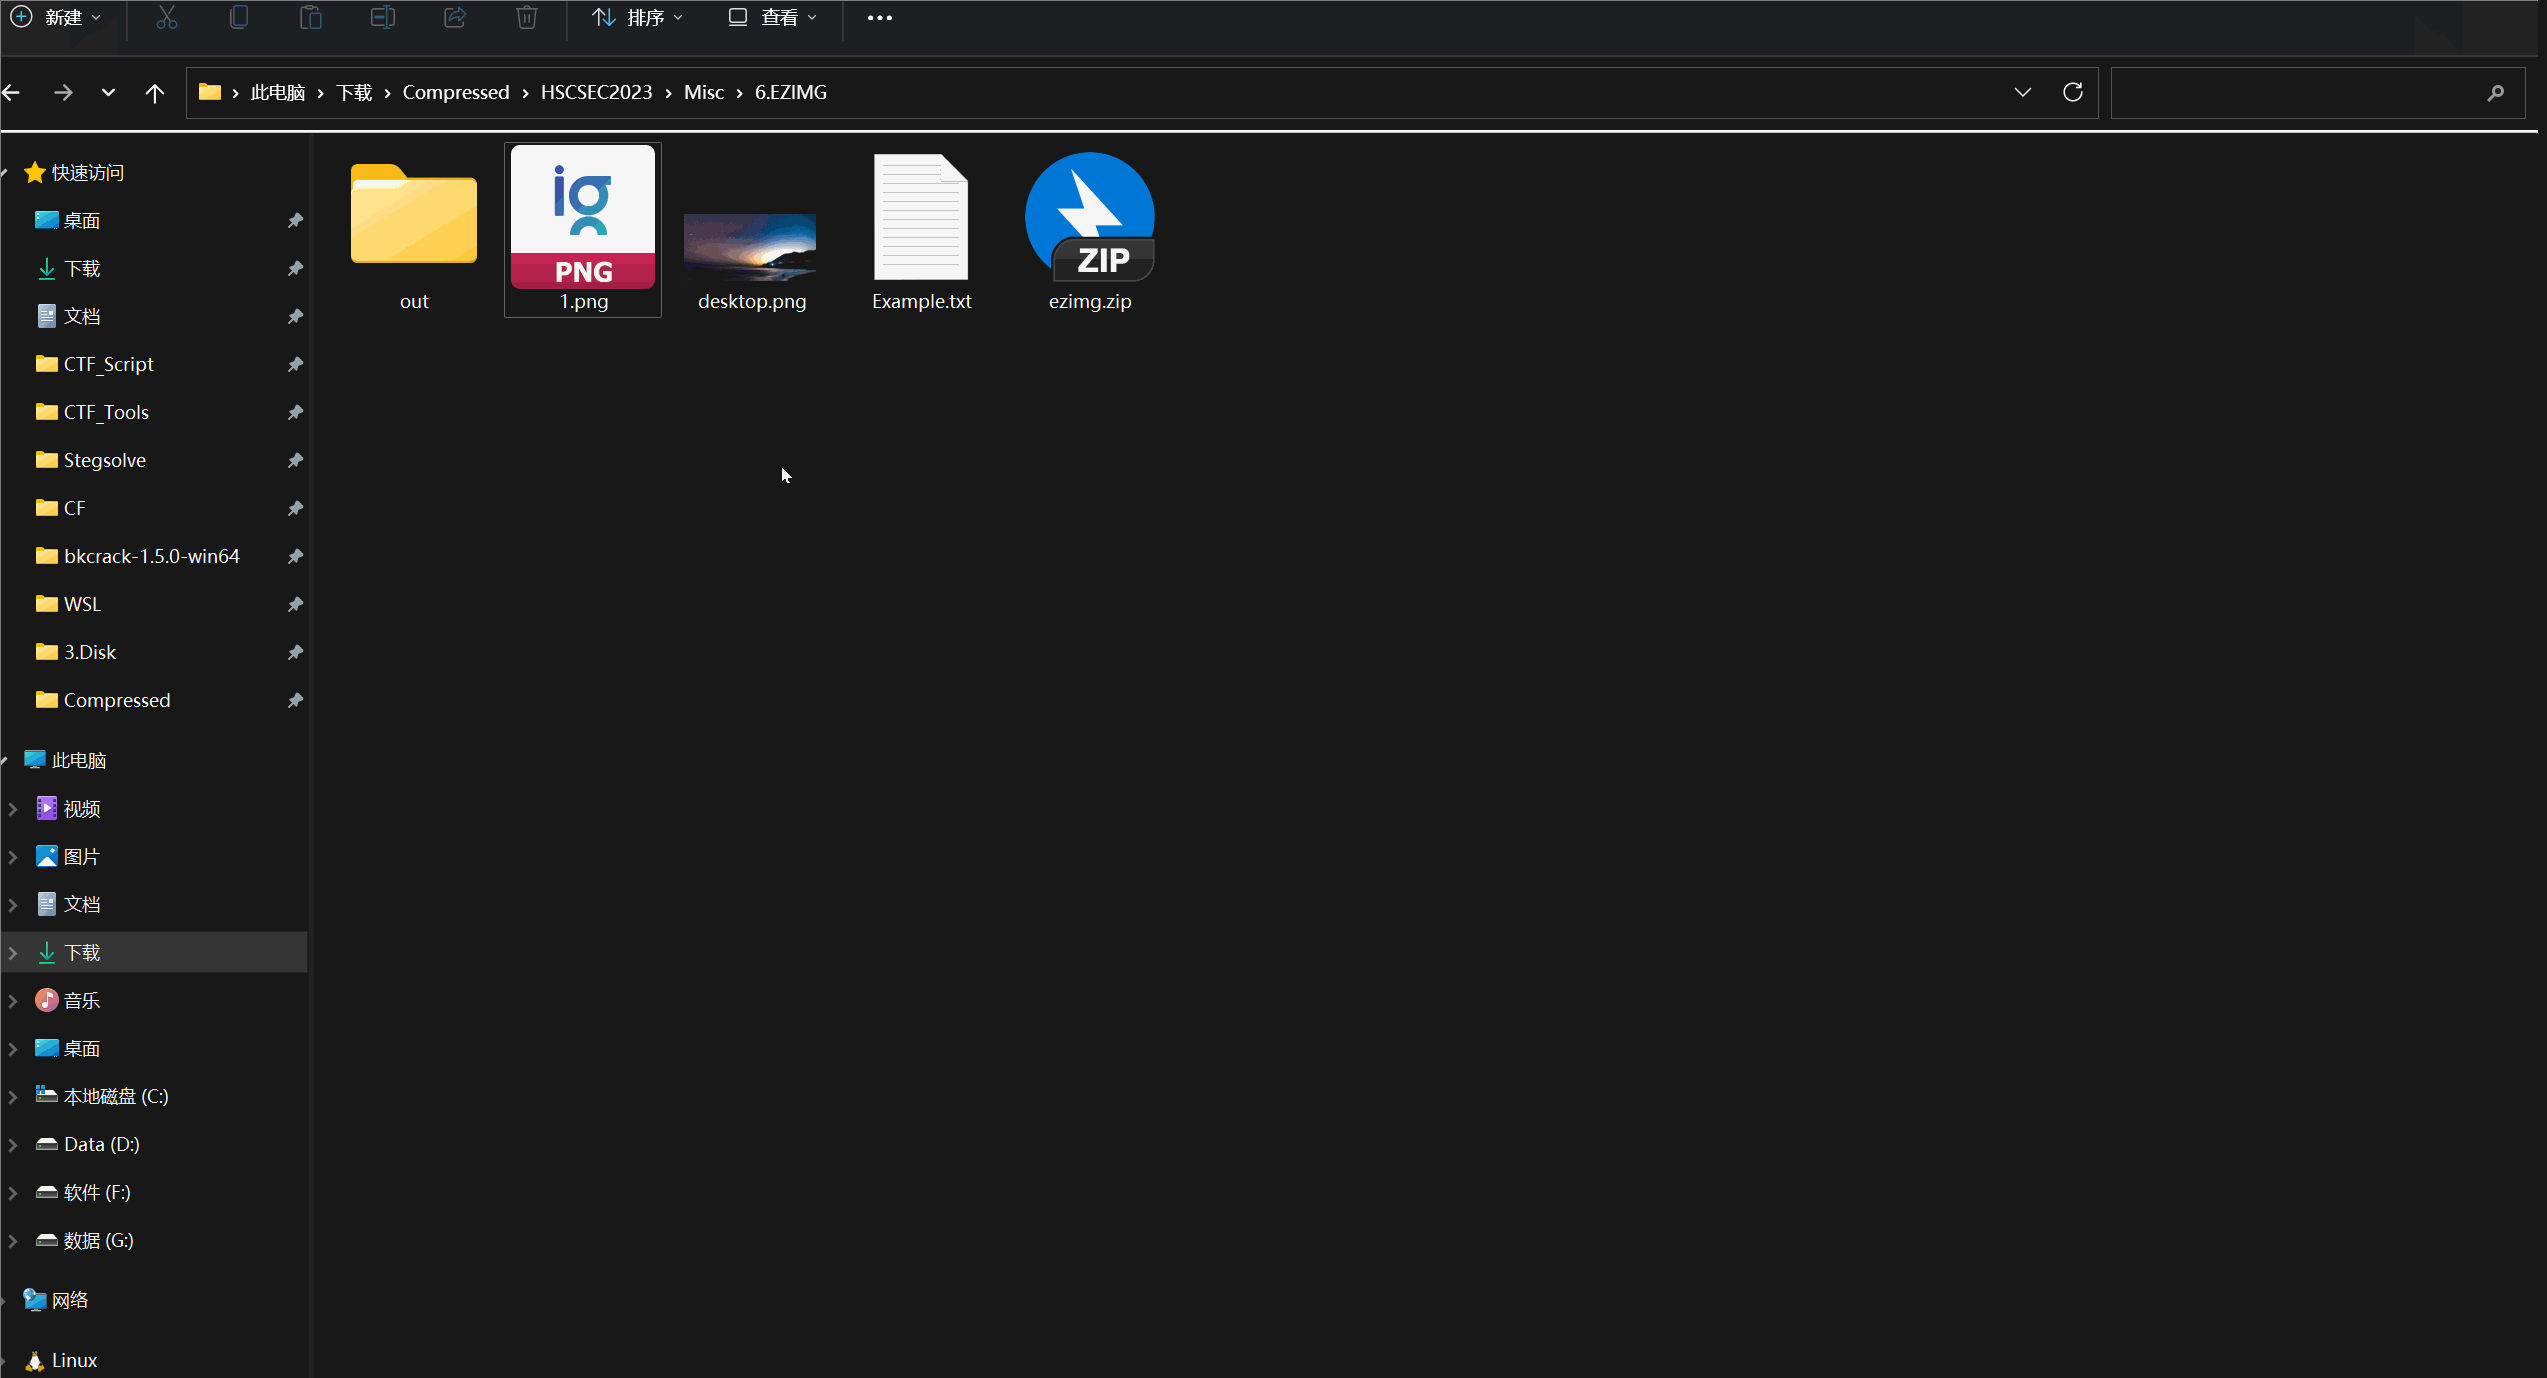 新建
排序
查看
此电脑 › 下载 › Compressed › HSCSEC2023 › Misc › 6.EZIMG
快速访问
桌面
下载
文档
CTF_Script
CTF_Tools
Stegsolve
CF
bkcrack-1.5.0-win64
WSL
3.Disk
Compressed
此电脑
视频
图片
文档
下载
音乐
桌面
本地磁盘 (C:)
Data (D:)
软件 (F:)
数据 (G:)
网络
Linux
out
ig
PNG
1.png
desktop.png
Example.txt
ZIP
ezimg.zip